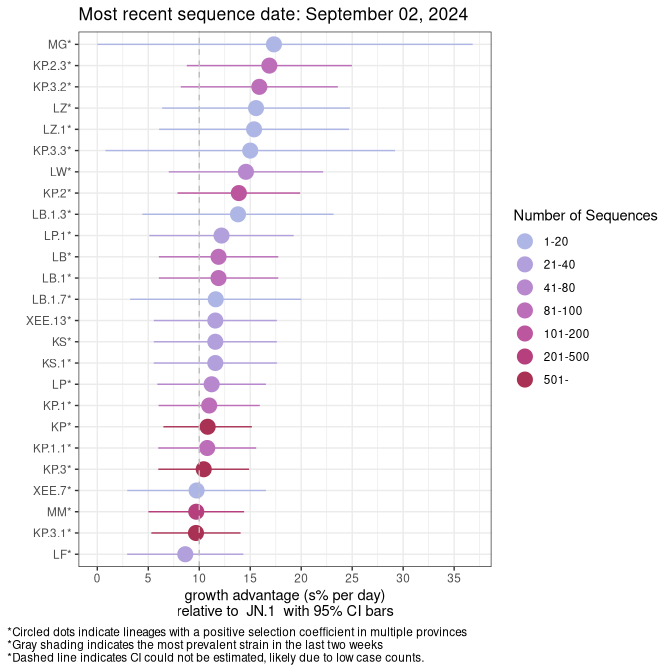 Most recent sequence date: September 02, 2024
MG*
KP.2.3*
KP.3.2*
LZ*
LZ.1*
KP.3.3*
LW*
KP.2*
LB.1.3*
LP.1*
LB*
LB.1*
LB.1.7*
XEE.13*
KS*
KS.1*
LP*
KP.1*
KP*
KP.1.1*
KP.3*
XEE.7*
MM*
KP.3.1*
LF*
0 5 10 15 20 25 30 35
growth advantage (s% per day)
relative to JN.1 with 95% CI bars
Number of Sequences
1-20
21-40
41-80
81-100
101-200
201-500
501-
*Circled dots indicate lineages with a positive selection coefficient in multiple provinces
*Gray shading indicates the most prevalent strain in the last two weeks
*Dashed line indicates CI could not be estimated, likely due to low case counts.